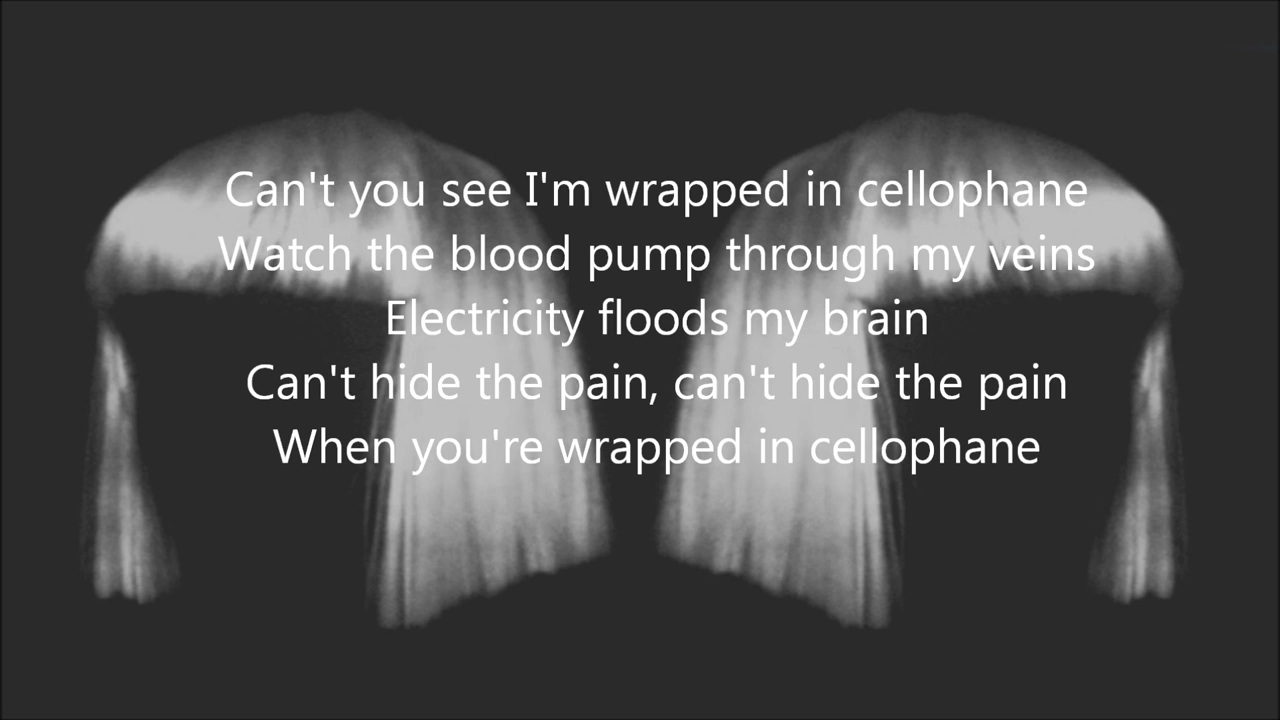 Can't you see I'm wrapped in cellophane
Watch the blood pump through my veins
Electricity floods my brain
Can't hide the pain, can't hide the pain
When you're wrapped in cellophane